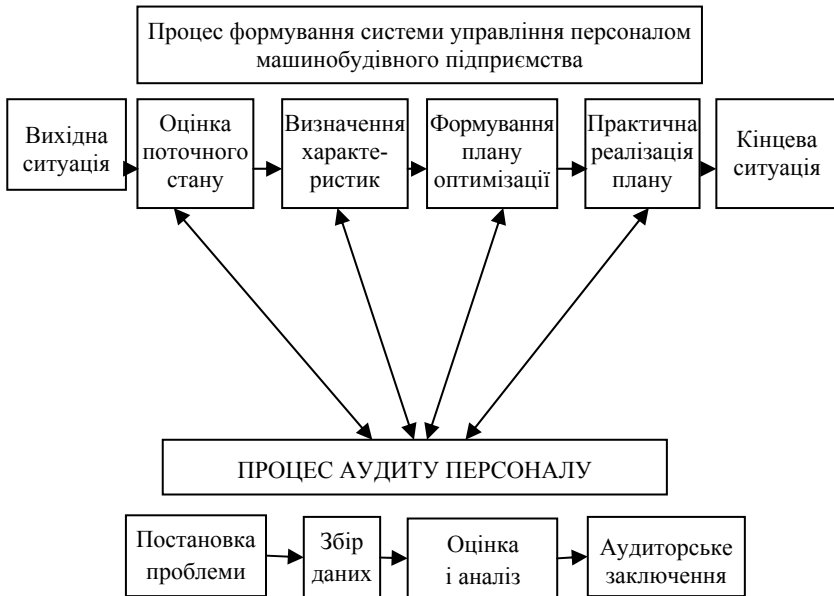 Процес формування системи управління персоналом
машинобудівного підприємства
Вихідна
ситуація
Оцінка
поточного
стану
Визначення
характе-
ристик
Формування
плану
оптимізації
Практична
реалізація
плану
Кінцева
ситуація
ПРОЦЕС АУДИТУ ПЕРСОНАЛУ
Постановка
проблеми
Збір
даних
Оцінка
і аналіз
Аудиторське
заключення